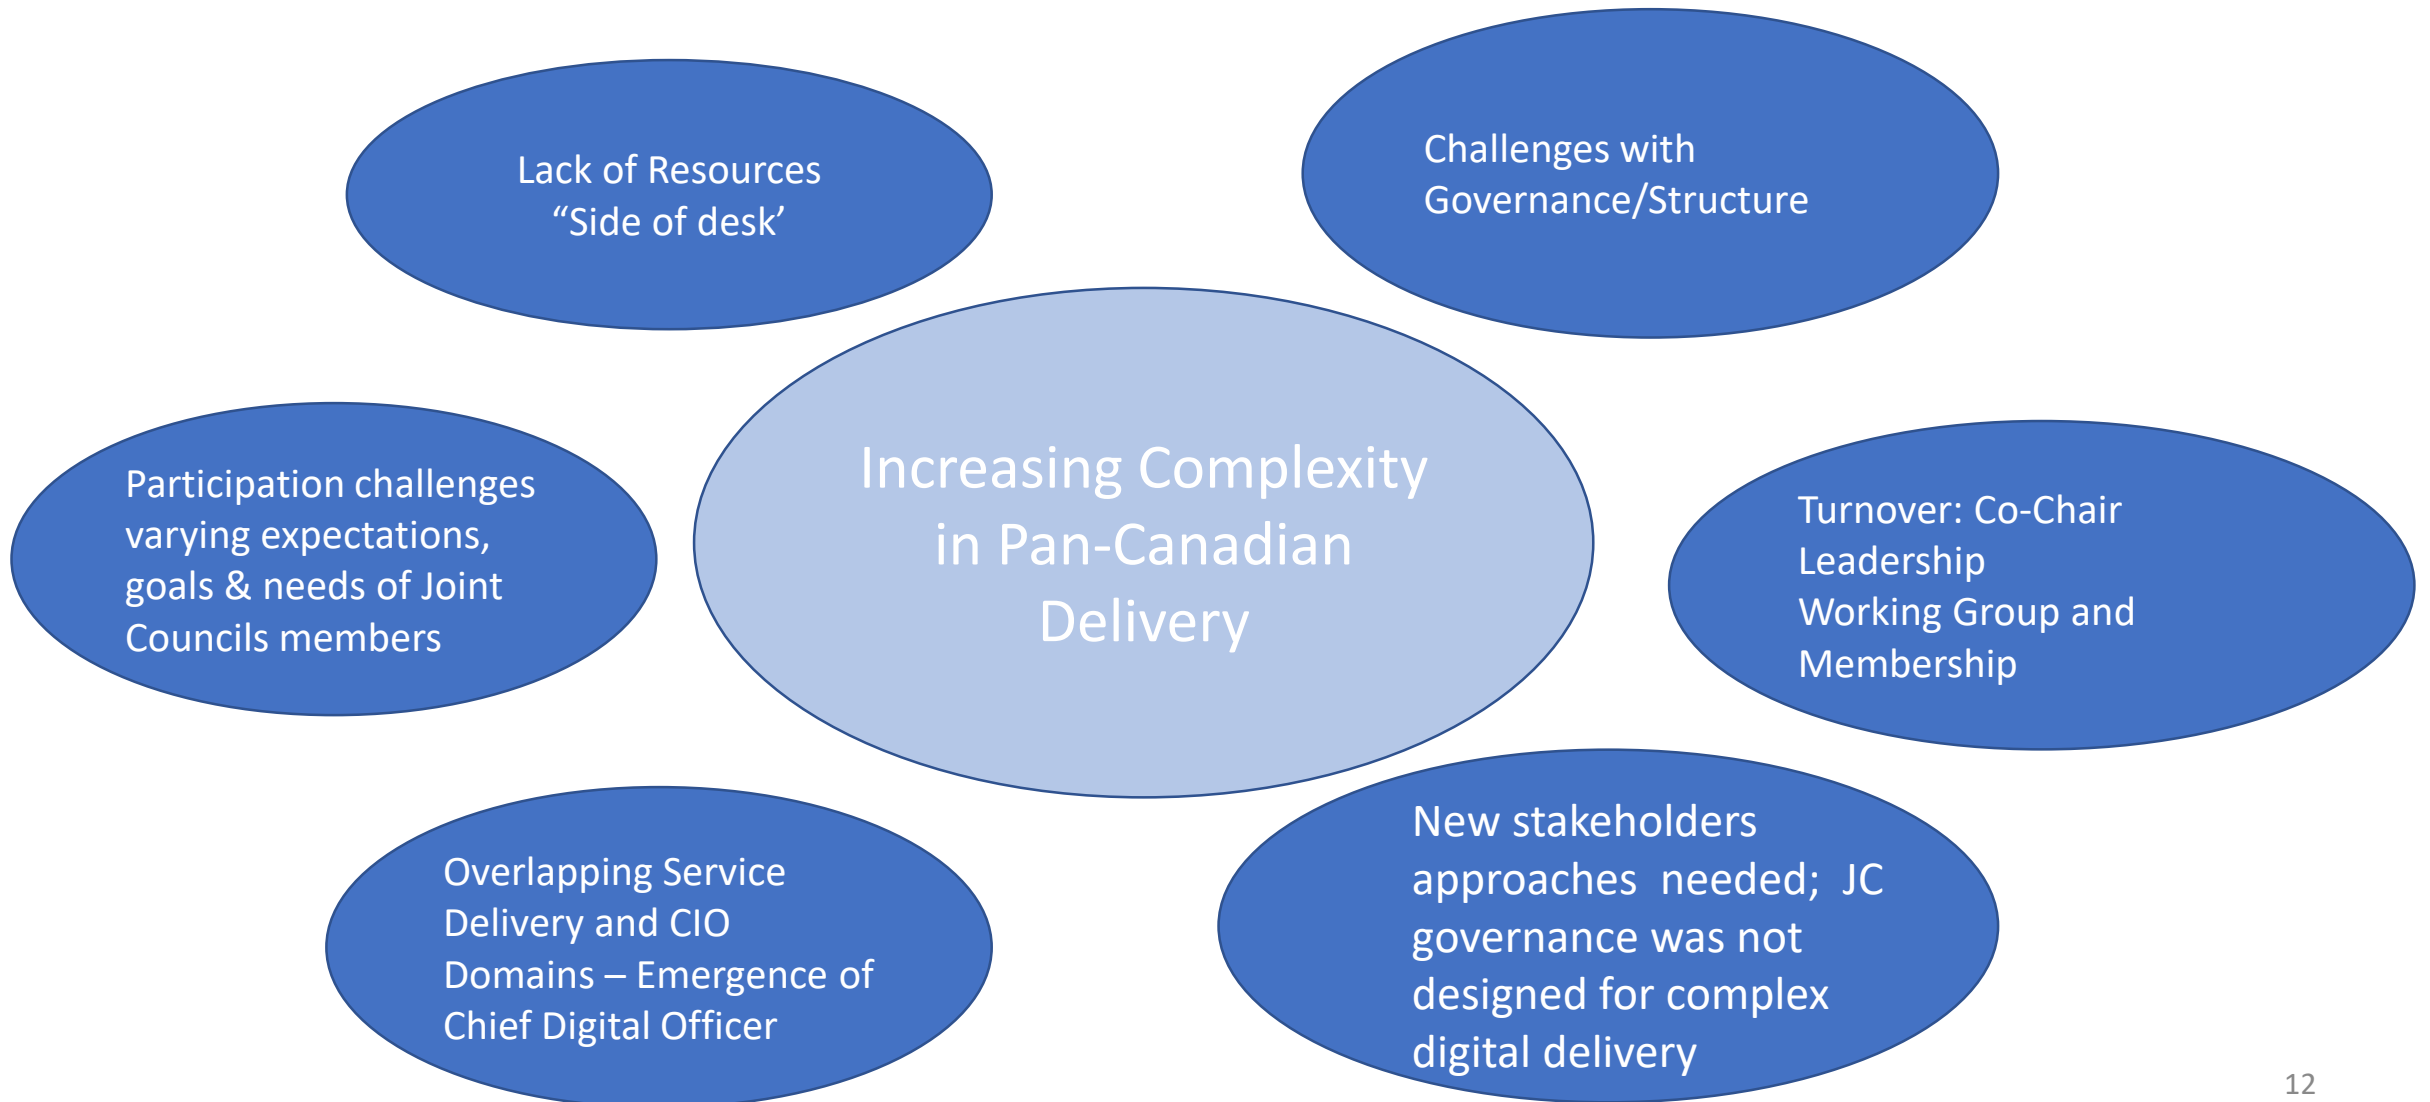 Lack of Resources
“Side of desk’
Challenges with
Governance/Structure
Increasing Complexity
in Pan-Canadian
Delivery
Participation challenges
varying expectations,
goals & needs of Joint
Councils members
Turnover: Co-Chair
Leadership
Working Group and
Membership
Overlapping Service
Delivery and CIO
Domains – Emergence of
Chief Digital Officer
New stakeholders
approaches  needed;  JC
governance was not
designed for complex
digital delivery
12